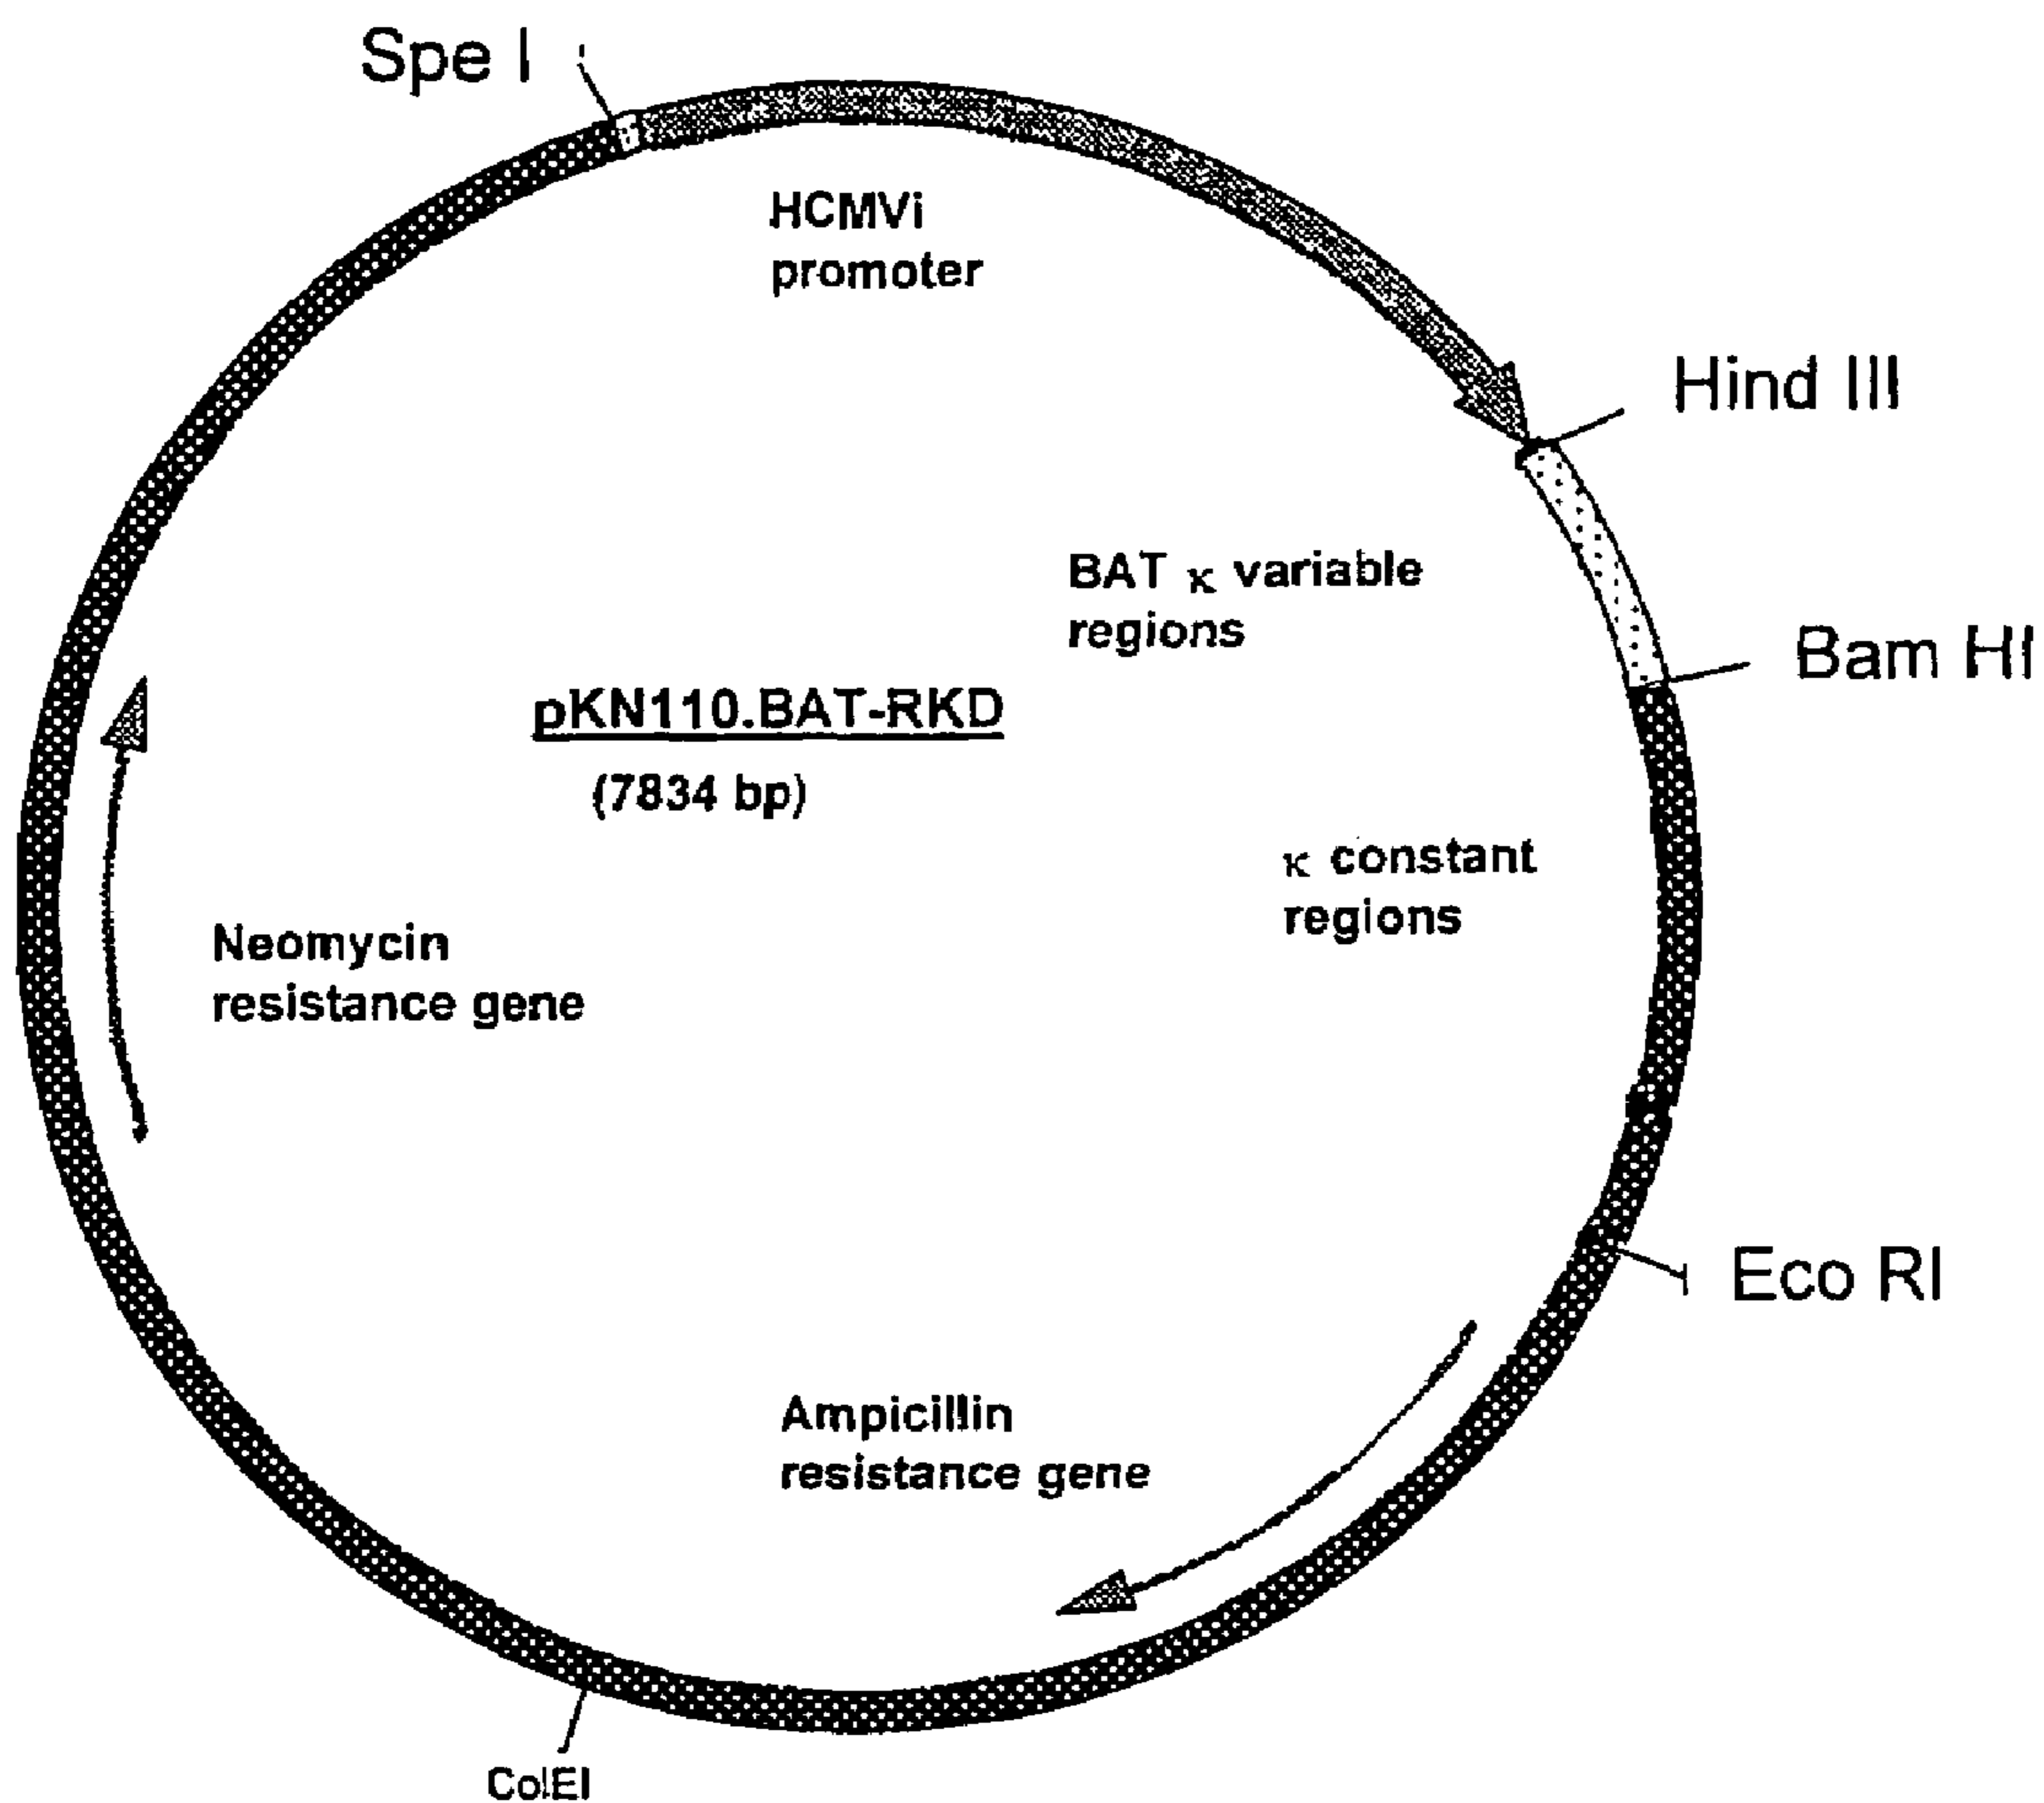 Spe I
HCMVi
promoter
Hind III
BAT κ variable
regions
Bam HI
pKN110.BAT-RKD
(7834 bp)
κ constant
regions
Neomycin
resistance gene
Eco RI
Ampicillin
resistance gene
ColEI